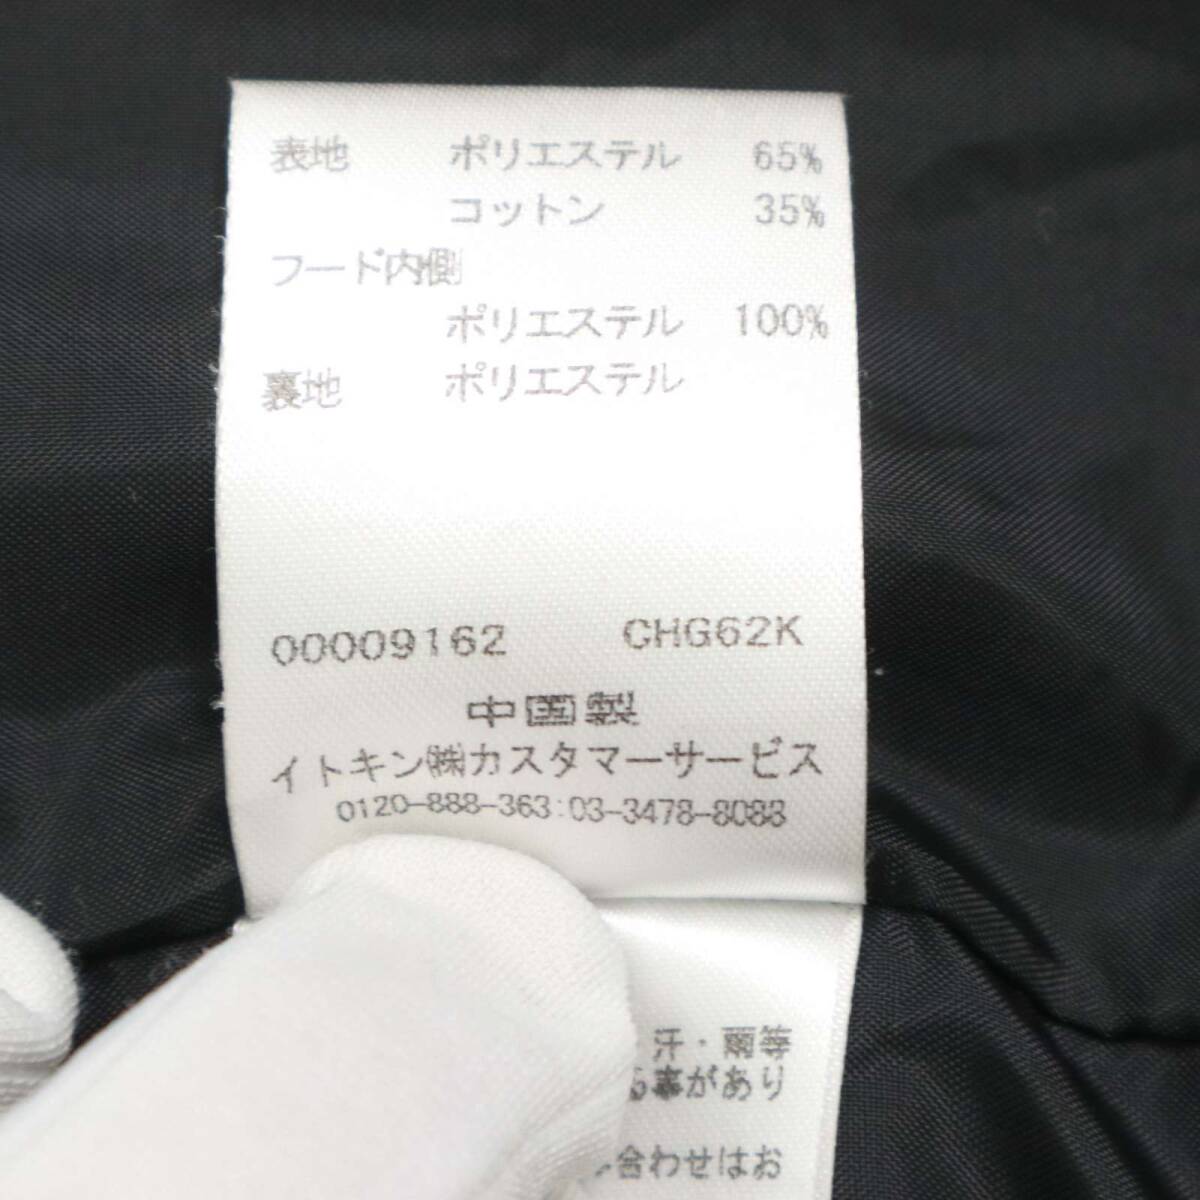 表地 ポリエステル 65%
コットン 35%
フード内側
ポリエステル 100%
裏地 ポリエステル
00009162 CHG62K
中国製
イトキン㈱カスタマーサービス
0120-888-363:03-3478-8088
汗・雨等
る事があり
合わせはお